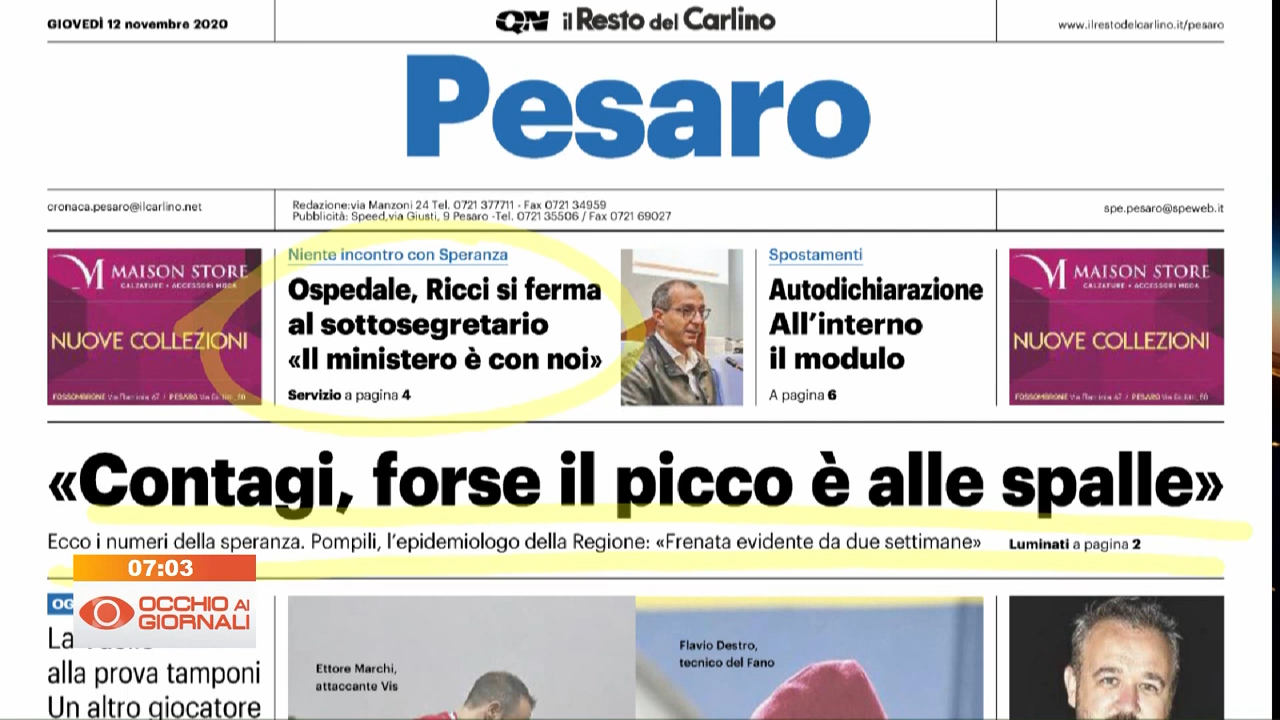 GIOVEDÌ 12 novembre 2020
QN il Resto del Carlino
www.ilrestodelcarlino.it/pesaro
Pesaro
cronaca.pesaro@ilcarlino.net
Redazione:via Manzoni 24 Tel. 0721 377711 - Fax 0721 34959
Pubblicità: Speed,via Giusti, 9 Pesaro -Tel. 0721 35506 / Fax 0721 69027
spe.pesaro@speweb.it
MAISON STORE
CALZATURE • ACCESSORI MODA
NUOVE COLLEZIONI
Niente incontro con Speranza
Ospedale, Ricci si ferma
al sottosegretario
«Il ministero è con noi»
Servizio a pagina 4
Spostamenti
Autodichiarazione
All'interno
il modulo
A pagina 6
MAISON STORE
CALZATURE • ACCESSORI MODA
NUOVE COLLEZIONI
«Contagi, forse il picco è alle spalle»
Ecco i numeri della speranza. Pompili, l'epidemiologo della Regione: «Frenata evidente da due settimane»
Luminati a pagina 2
07:03
OCCHIO AI
GIORNALI
La
alla prova tamponi
Un altro giocatore
Ettore Marchi,
attaccante Vis
Flavio Destro,
tecnico del Fano